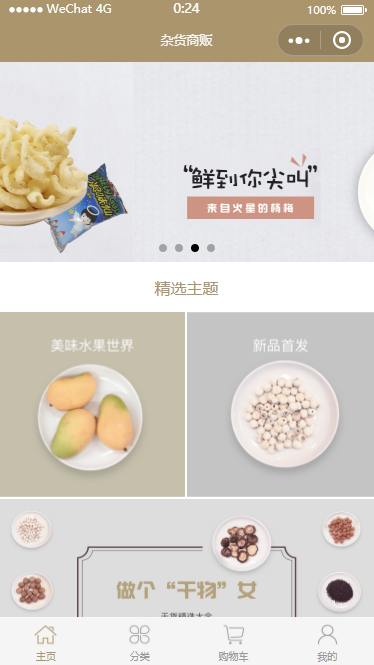 WeChat 4G 0:24 100%
杂货商贩
“鲜到你尖叫”
来自火星的杨梅
精选主题
美味水果世界 新品首发
做个“干物”女
干货精选大全
主页 分类 购物车 我的